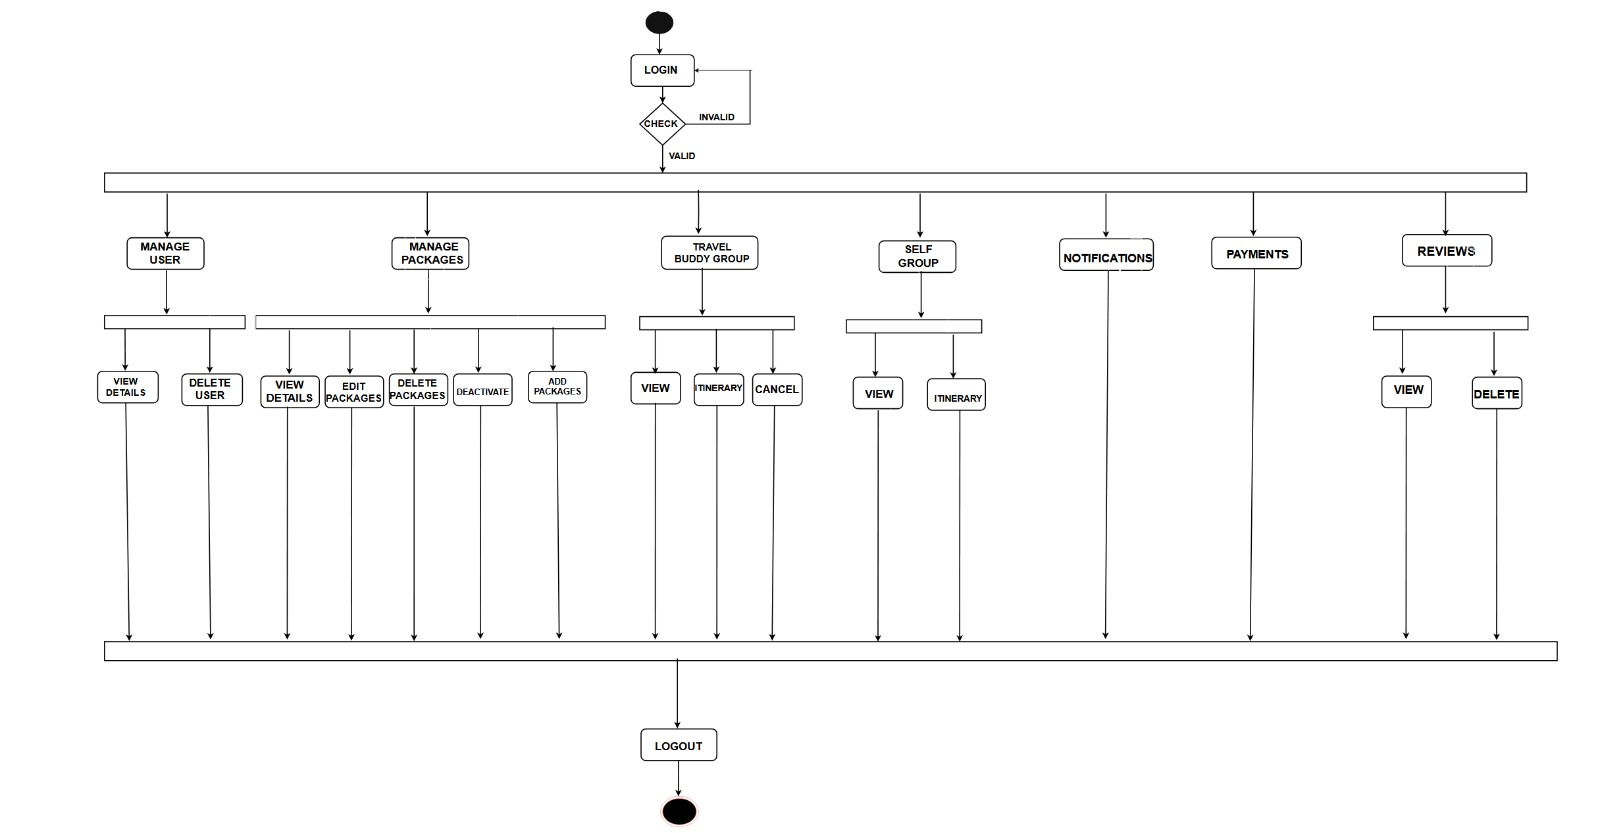 LOGIN
CHECK
INVALID
VALID
MANAGE
USER
MANAGE
PACKAGES
TRAVEL
BUDDY GROUP
SELF
GROUP
NOTIFICATIONS
PAYMENTS
REVIEWS
VIEW
DETAILS
DELETE
USER
VIEW
DETAILS
EDIT
PACKAGES
DELETE
PACKAGES
DEACTIVATE
ADD
PACKAGES
VIEW
ITINERARY
CANCEL
VIEW
ITINERARY
VIEW
DELETE
LOGOUT